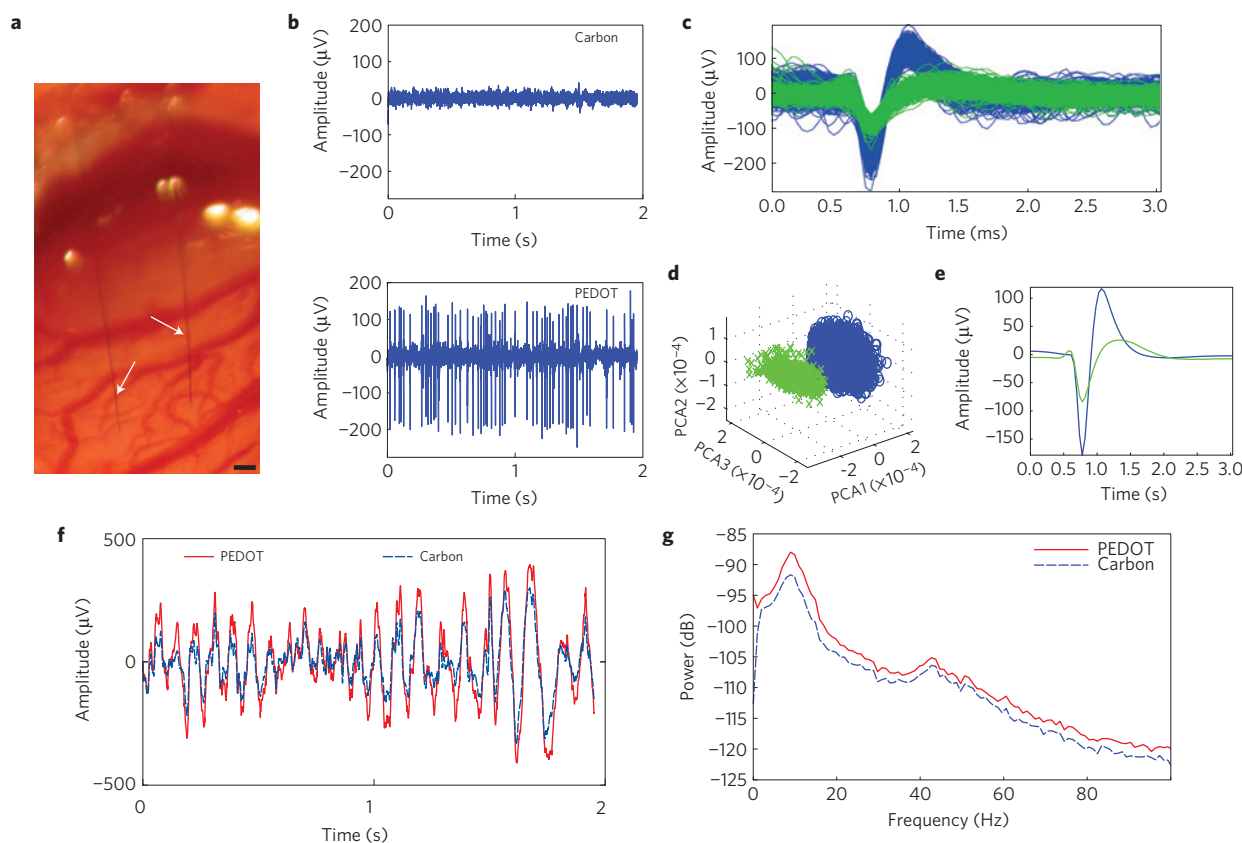 a
b
200
100
0
−100
−200
Amplitude (μV)
Carbon
0
1
2
Time (s)
200
100
0
−100
−200
Amplitude (μV)
PEDOT
0
1
2
Time (s)
c
100
0
−100
−200
Amplitude (μV)
0.0
0.5
1.0
1.5
2.0
2.5
3.0
Time (ms)
d
1
0
−1
−2
PCA2 (×10⁻⁴)
2
0
−2
PCA3 (×10⁻⁴)
−2
0
2
PCA1 (×10⁻⁴)
e
100
50
0
−50
−100
−150
Amplitude (μV)
0.0
0.5
1.0
1.5
2.0
2.5
3.0
Time (s)
f
500
0
−500
Amplitude (μV)
PEDOT
Carbon
0
1
2
Time (s)
g
−85
−90
−95
−100
−105
−110
−115
−120
−125
Power (dB)
PEDOT
Carbon
0
20
40
60
80
Frequency (Hz)